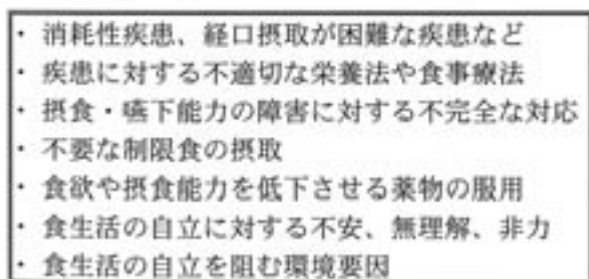 ・ 消耗性疾患、経口摂取が困難な疾患など
・ 疾患に対する不適切な栄養法や食事療法
・ 摂食・嚥下能力の障害に対する不完全な対応
・ 不要な制限食の摂取
・ 食欲や摂食能力を低下させる薬物の服用
・ 食生活の自立に対する不安、無理解、非力
・ 食生活の自立を阻む環境要因